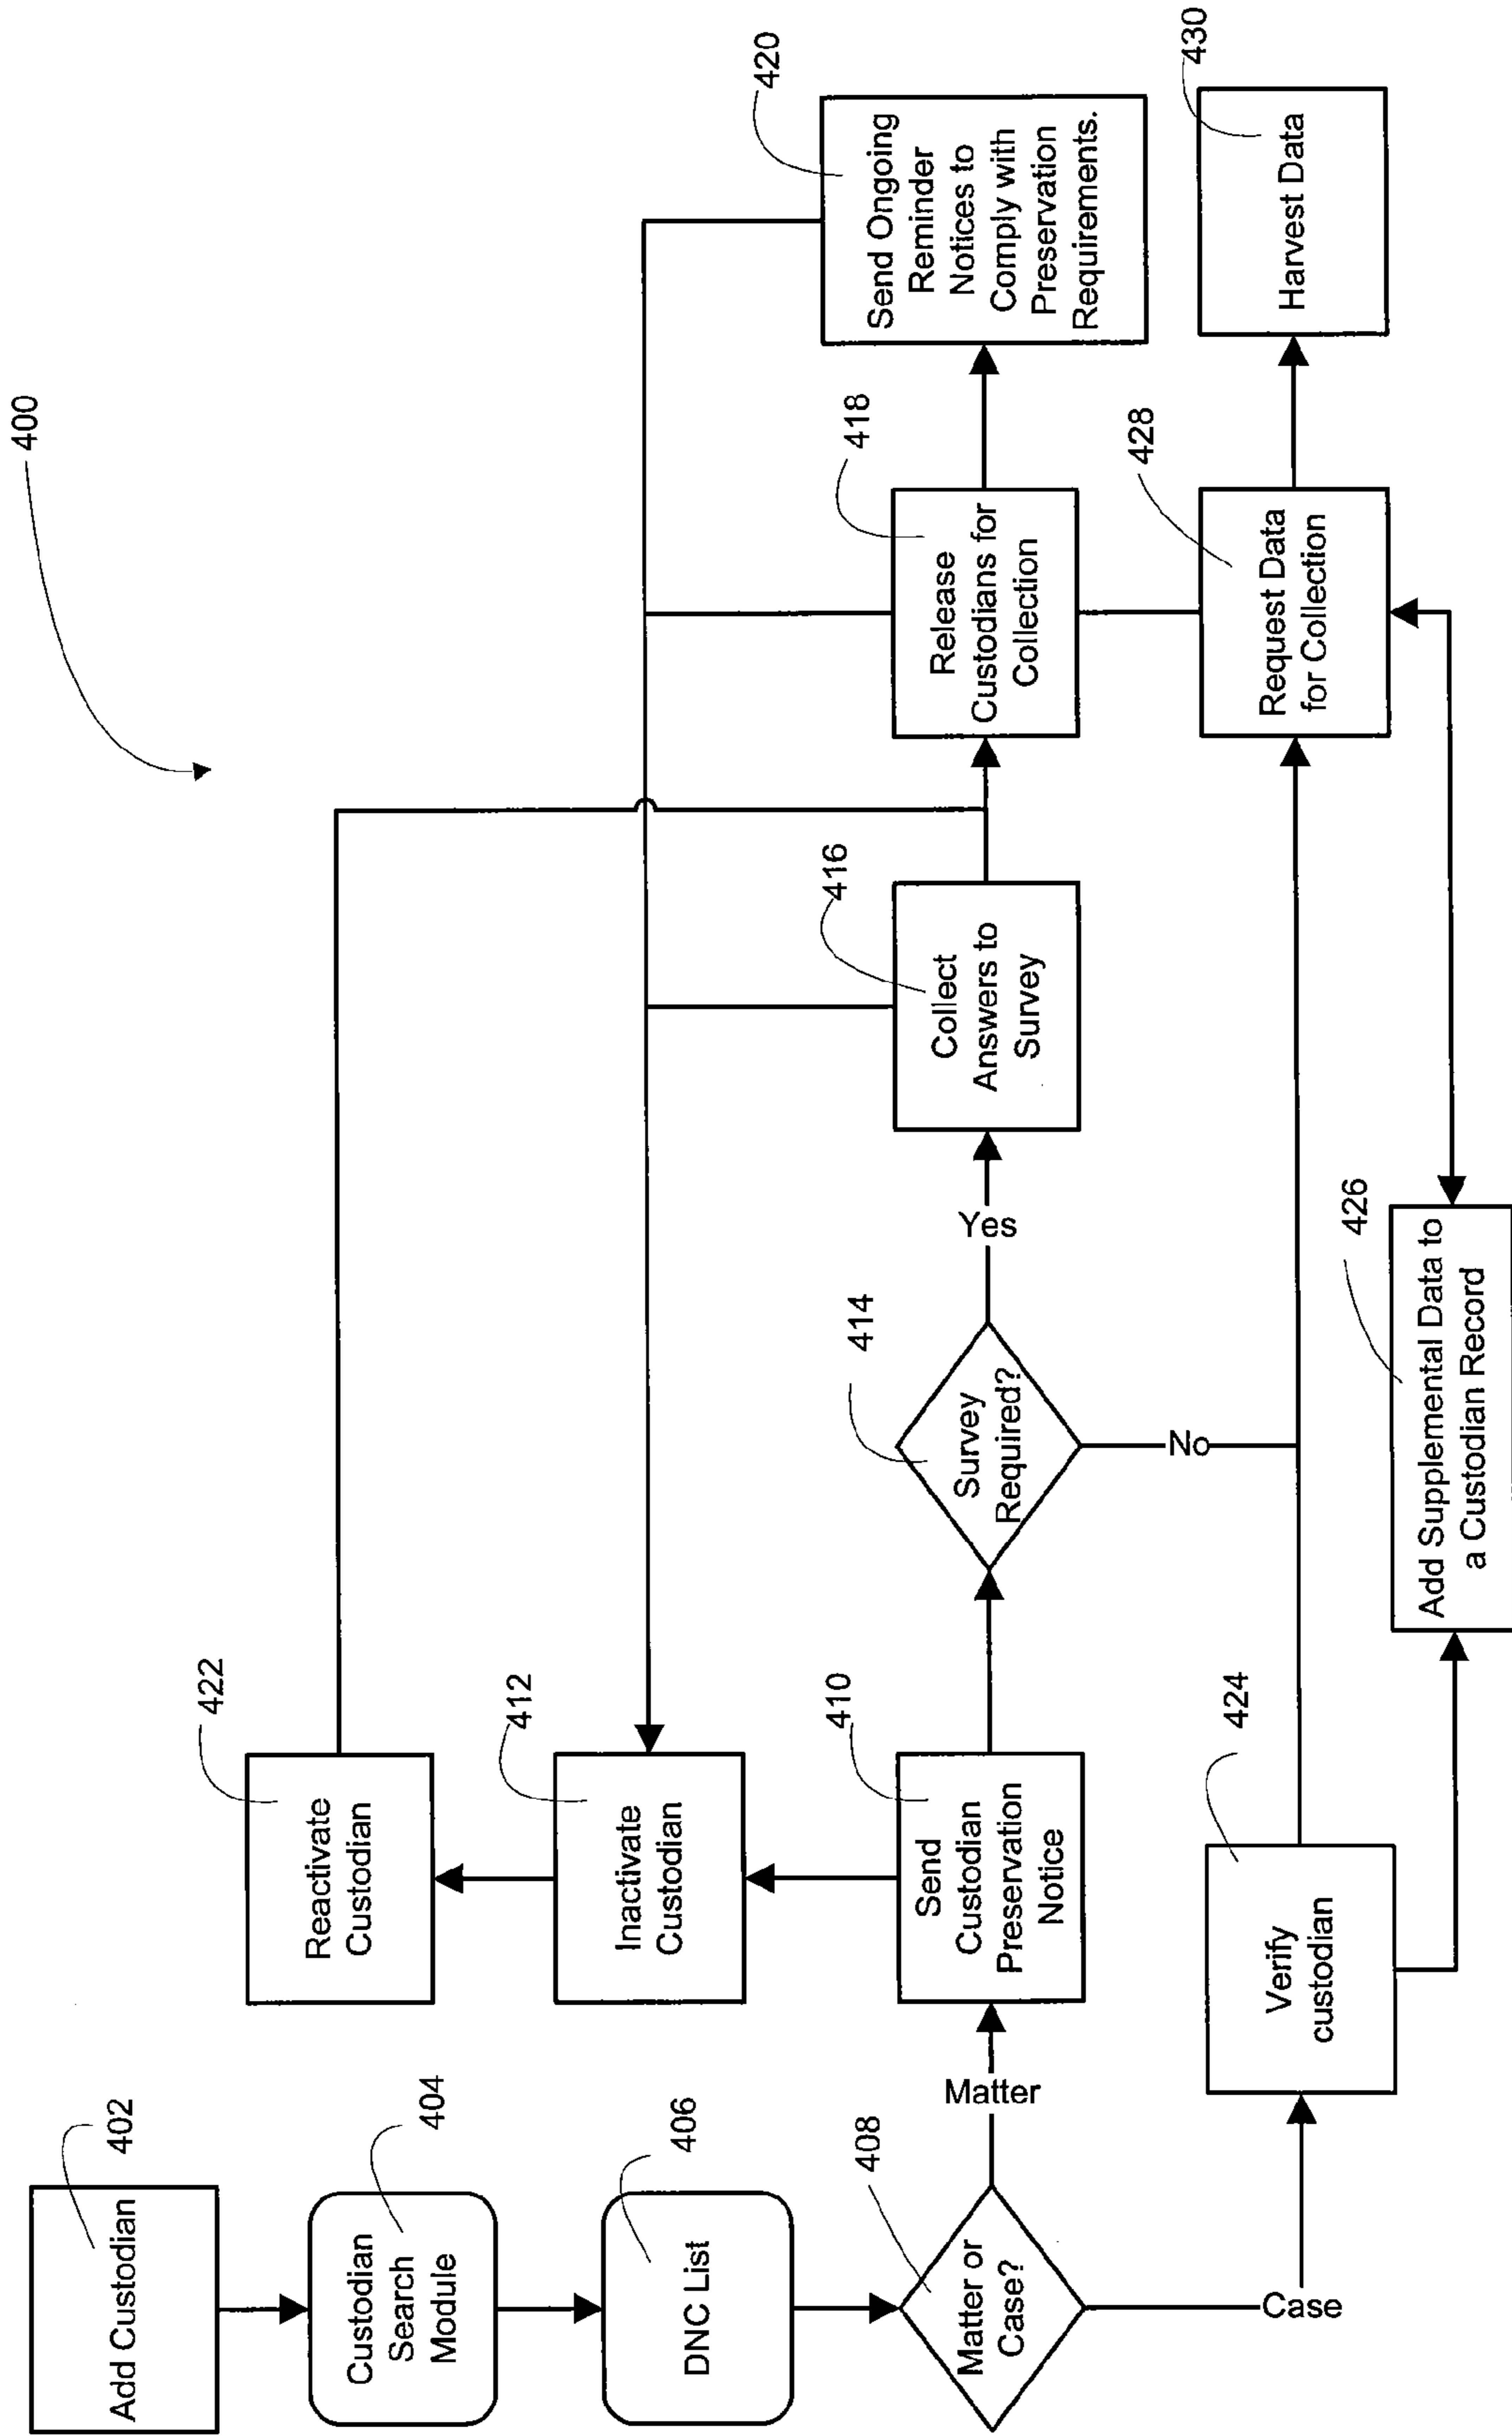 400
402
Add Custodian
404
Custodian
Search
Module
406
DNC List
408
Matter or
Case?
Matter
Case
422
Reactivate
Custodian
412
Inactivate
Custodian
410
Send
Custodian
Preservation
Notice
414
Survey
Required?
Yes
No
416
Collect
Answers to
Survey
418
Release
Custodians for
Collection
420
Send Ongoing
Reminder
Notices to
Comply with
Preservation
Requirements.
424
Verify
custodian
426
Add Supplemental Data to
a Custodian Record
428
Request Data
for Collection
430
Harvest Data